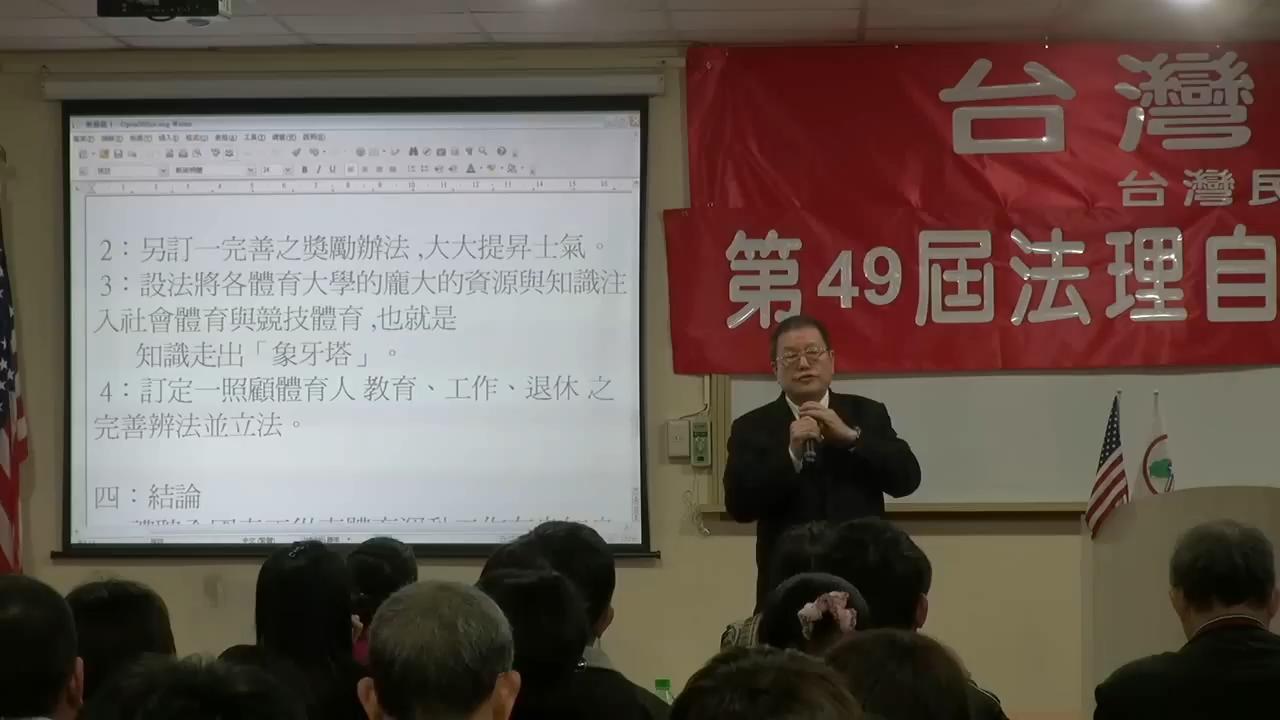 OpenOffice.org Writer
2：另訂一完善之獎勵辦法 ,大大提昇士氣。
3：設法將各體育大學的龐大的資源與知識注
入社會體育與競技體育 ,也就是
知識走出「象牙塔」。
4：訂定一照顧體育人 教育、工作、退休 之
完善辨法並立法。
四：結論
台灣
台灣民
第49屆法理自